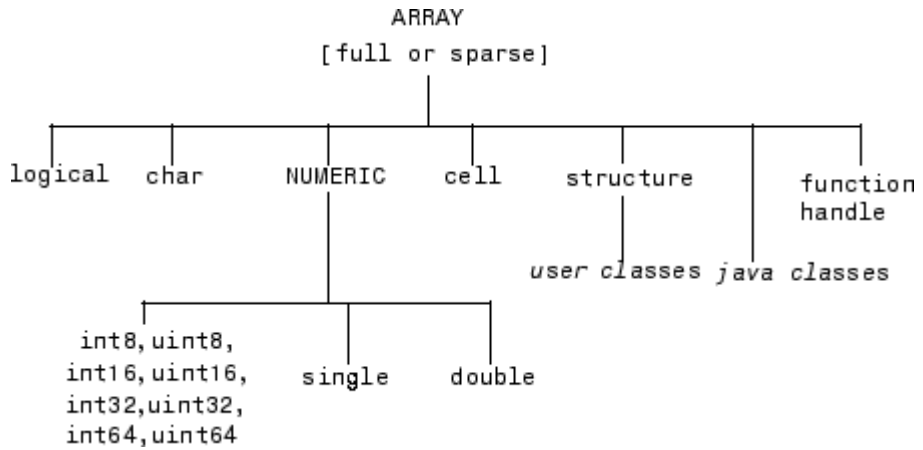 ARRAY
[full or sparse]
logical char NUMERIC cell structure function
handle
user classes java classes
int8,uint8,
int16,uint16,
int32,uint32,
int64,uint64
single double